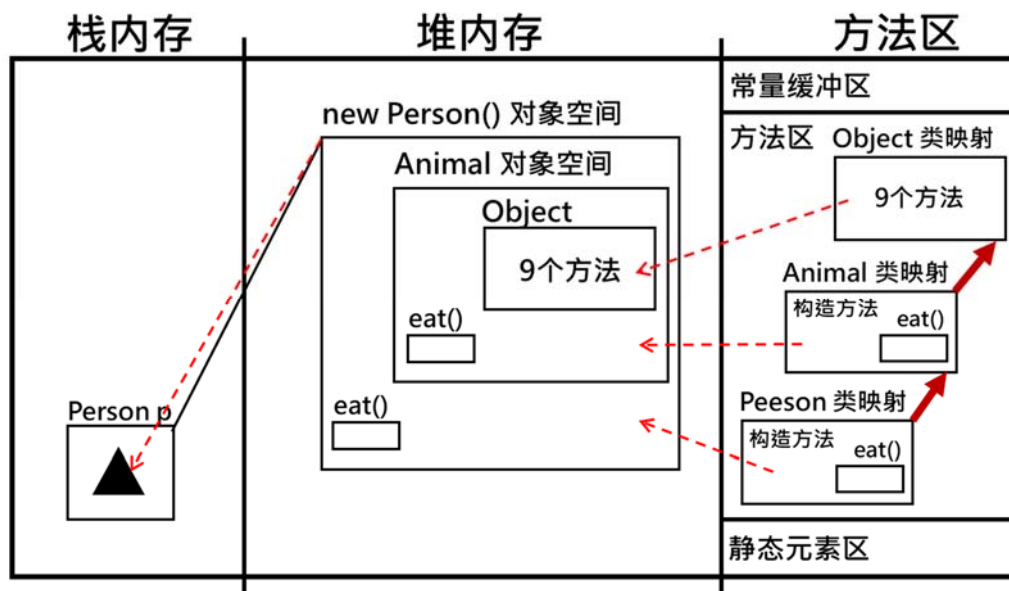 栈内存
堆内存
方法区
常量缓冲区
new Person() 对象空间
方法区
Object 类映射
9个方法
Animal 对象空间
Object
9个方法
Animal 类映射
构造方法
eat()
eat()
Peeson 类映射
构造方法
eat()
eat()
Person p
静态元素区